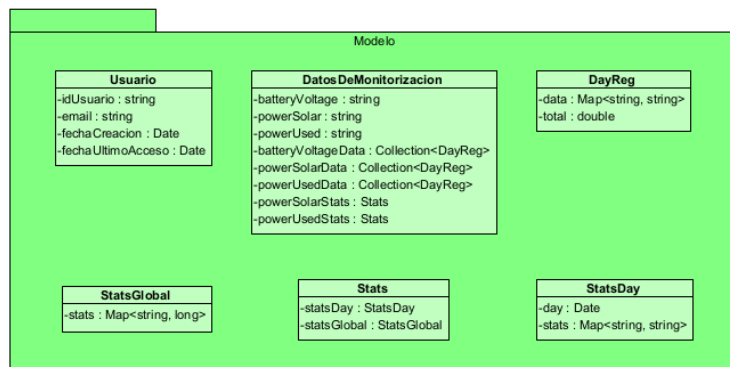 Modelo
Usuario
-idUsuario : string
-email : string
-fechaCreacion : Date
-fechaUltimoAcceso : Date
DatosDeMonitorizacion
-batteryVoltage : string
-powerSolar : string
-powerUsed : string
-batteryVoltageData : Collection<DayReg>
-powerSolarData : Collection<DayReg>
-powerUsedData : Collection<DayReg>
-powerSolarStats : Stats
-powerUsedStats : Stats
DayReg
-data : Map<string, string>
-total : double
StatsGlobal
-stats : Map<string, long>
Stats
-statsDay : StatsDay
-statsGlobal : StatsGlobal
StatsDay
-day : Date
-stats : Map<string, string>